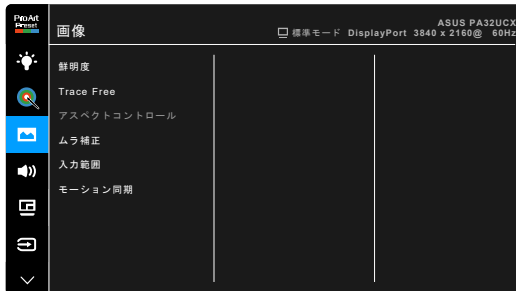 ProArt
Preset
画像
ASUS PA32UCX
標準モード DisplayPort 3840 x 2160@ 60Hz
鮮明度
Trace Free
アスペクトコントロール
ムラ補正
入力範囲
モーション同期